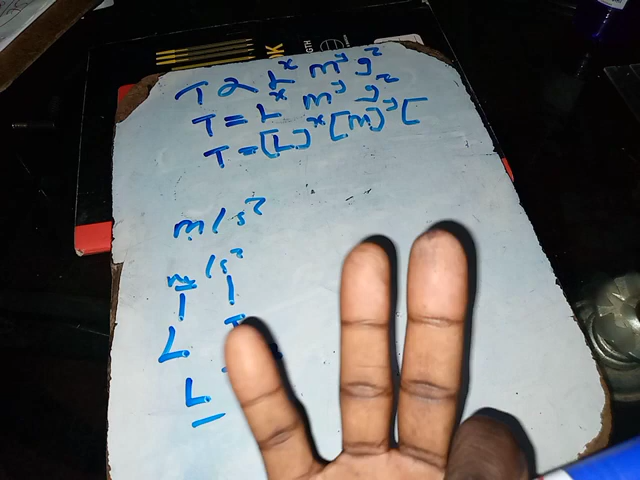 T α r^x m^y g^z
T = r^x m^y g^z
T = [L]^x [m]^y [
m/s²
m/s²
L
L